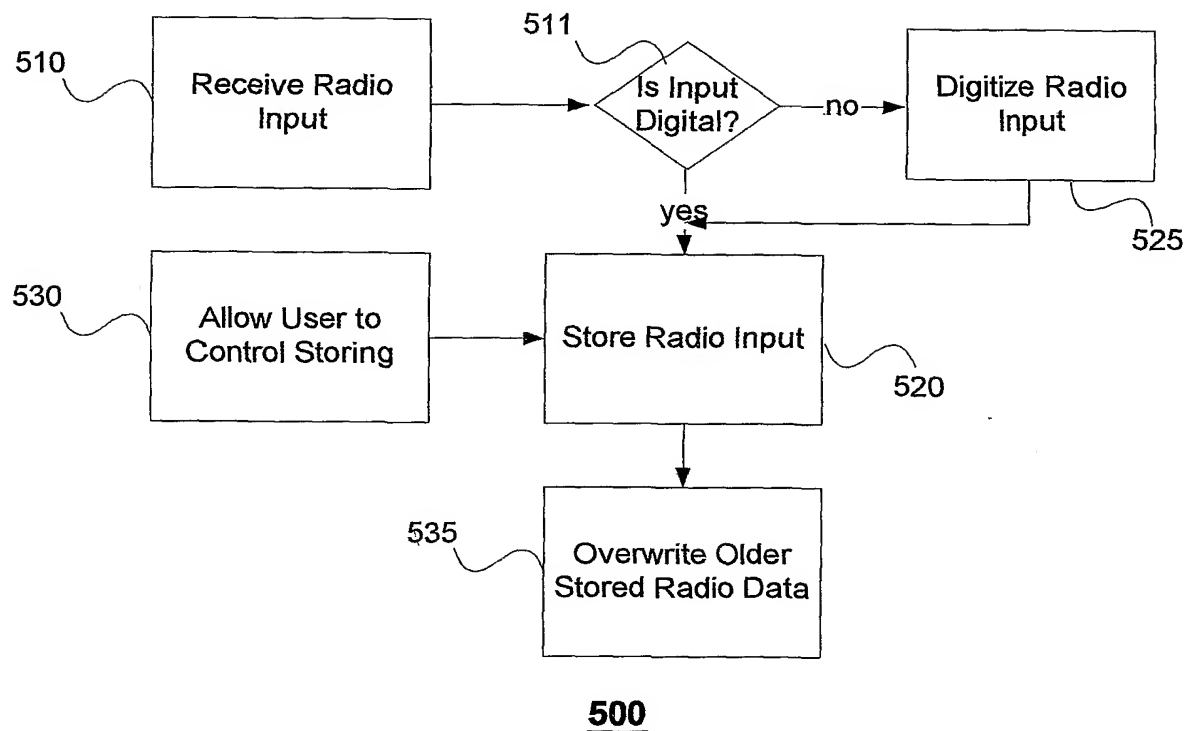 511
510
Receive Radio
Input
Is Input
Digital?
no
Digitize Radio
Input
yes
525
530
Allow User to
Control Storing
Store Radio Input
520
535
Overwrite Older
Stored Radio Data
500